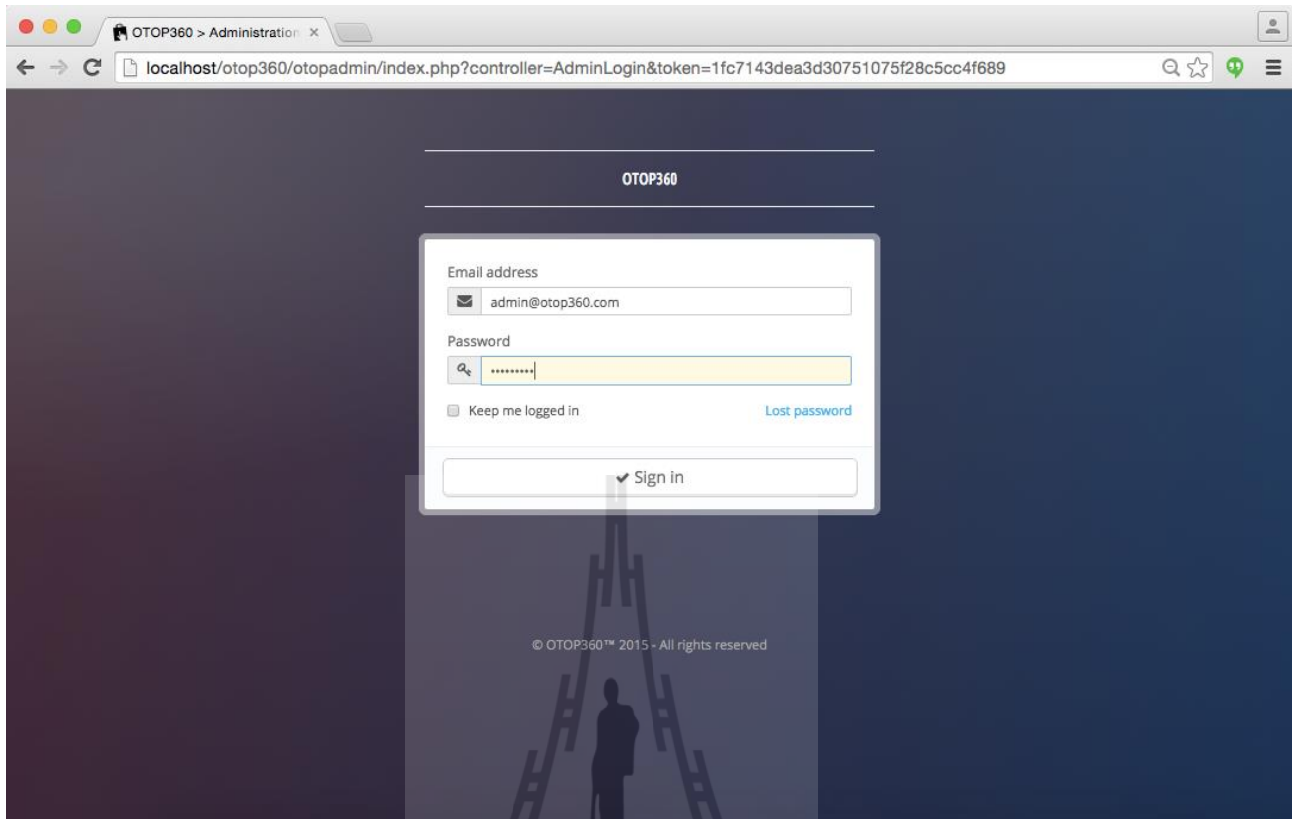 OTOP360 > Administration
localhost/otop360/otopadmin/index.php?controller=AdminLogin&token=1fc7143dea3d30751075f28c5cc4f689
OTOP360
Email address
admin@otop360.com
Password
•••••••••
Keep me logged in
Lost password
Sign in
© OTOP360™ 2015 - All rights reserved